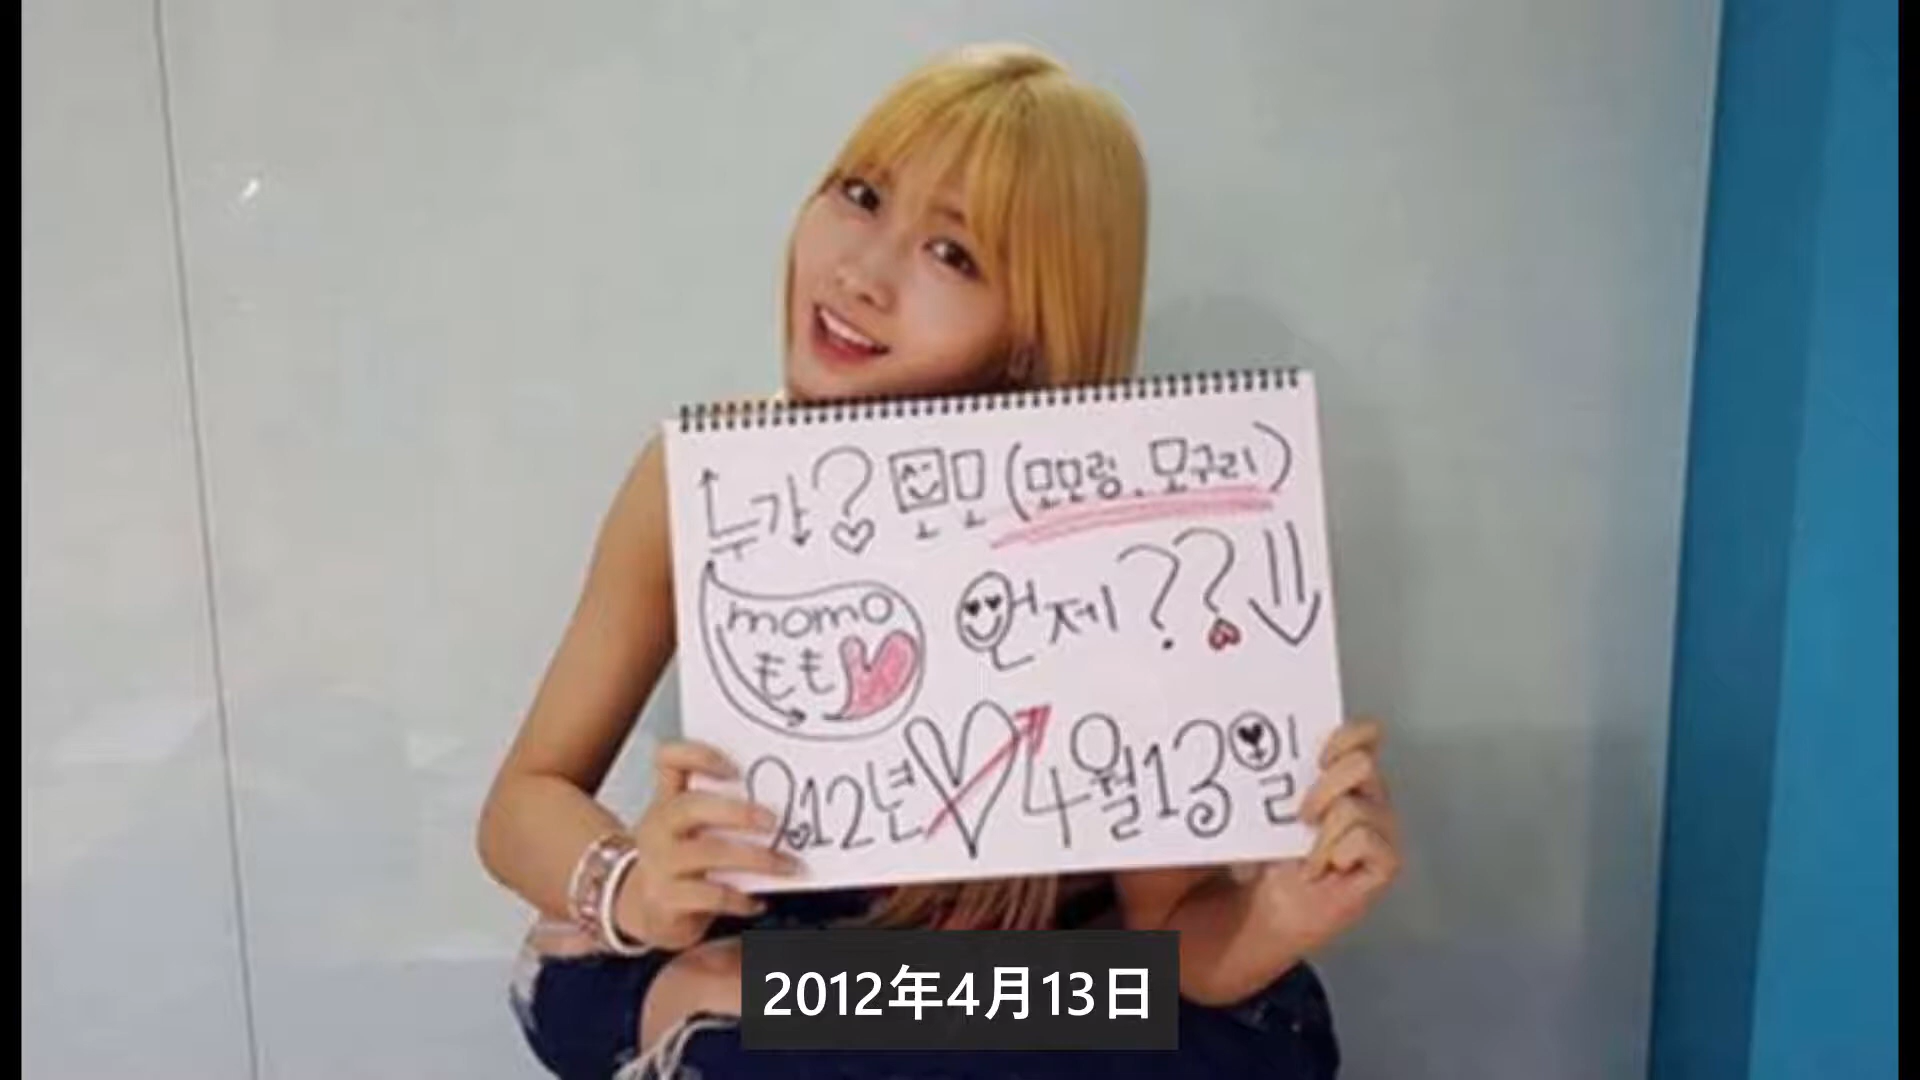 누가? 모모 (모모링, 모구리)
momo
もも
언제??
2012년 4월13일
2012年4月13日